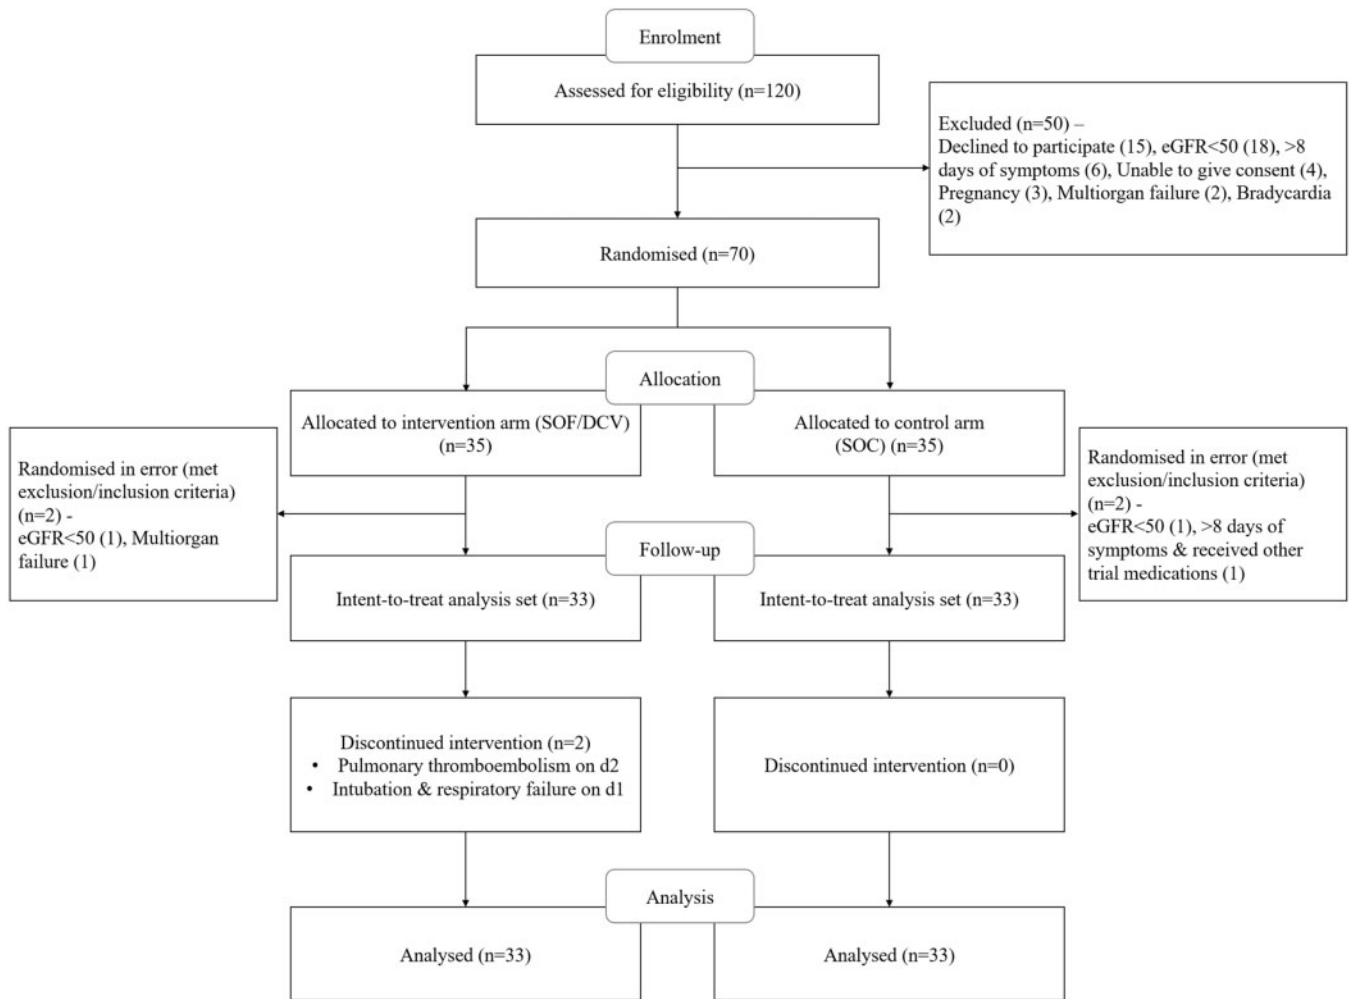 Enrolment
Assessed for eligibility (n=120)
Excluded (n=50) –
Declined to participate (15), eGFR<50 (18), >8
days of symptoms (6), Unable to give consent (4),
Pregnancy (3), Multiorgan failure (2), Bradycardia
(2)
Randomised (n=70)
Allocation
Allocated to intervention arm (SOF/DCV)
(n=35)
Allocated to control arm
(SOC) (n=35)
Randomised in error (met
exclusion/inclusion criteria)
(n=2) -
eGFR<50 (1), Multiorgan
failure (1)
Randomised in error (met
exclusion/inclusion criteria)
(n=2) -
eGFR<50 (1), >8 days of
symptoms & received other
trial medications (1)
Follow-up
Intent-to-treat analysis set (n=33)
Intent-to-treat analysis set (n=33)
Discontinued intervention (n=2)
• Pulmonary thromboembolism on d2
• Intubation & respiratory failure on d1
Discontinued intervention (n=0)
Analysis
Analysed (n=33)
Analysed (n=33)